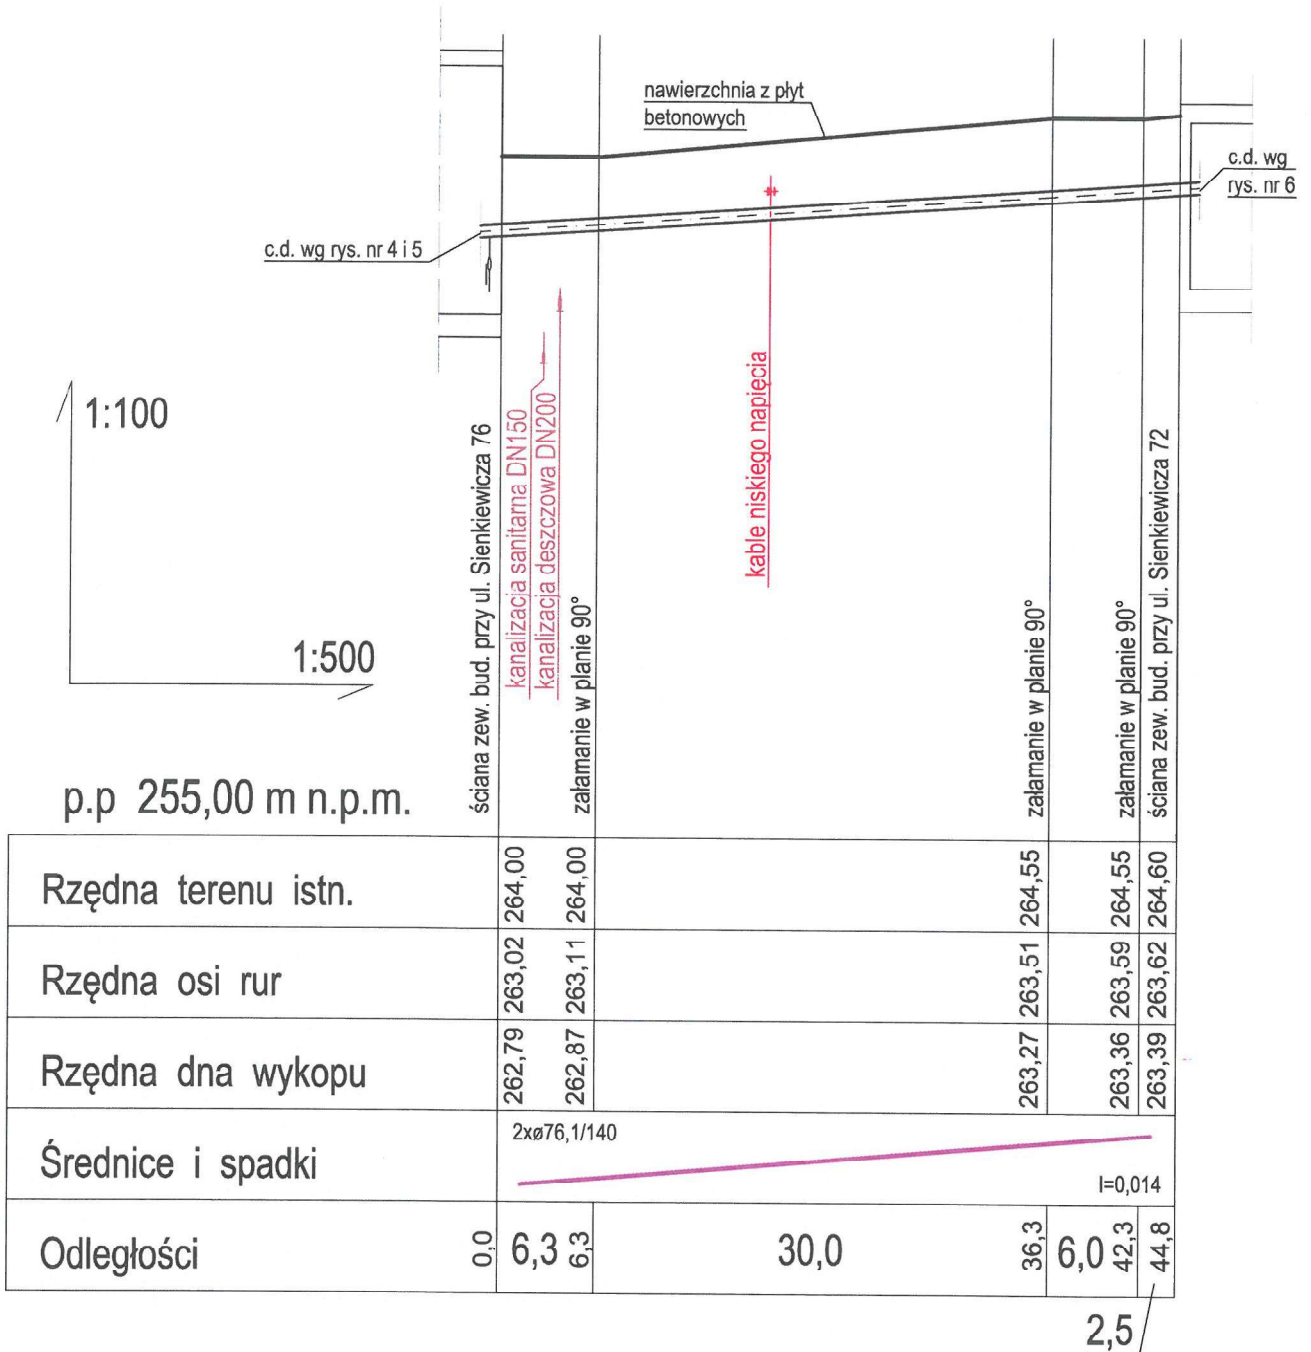 nawierzchnia z płyt
betonowych
c.d. wg
rys. nr 6
c.d. wg rys. nr 4 i 5
1:100
1:500
ściana zew. bud. przy ul. Sienkiewicza 76
kanalizacja sanitarna DN150
kanalizacja deszczowa DN200
załamanie w planie 90°
kable niskiego napięcia
załamanie w planie 90°
załamanie w planie 90°
ściana zew. bud. przy ul. Sienkiewicza 72
p.p 255,00 m n.p.m.
Rzędna terenu istn. 264,00 264,00 264,55 264,55 264,60
Rzędna osi rur 263,02 263,11 263,51 263,59 263,62
Rzędna dna wykopu 262,79 262,87 263,27 263,36 263,39
Średnice i spadki 2xø76,1/140 I=0,014
Odległości 0,0 6,3 6,3 30,0 36,3 6,0 42,3 44,8
2,5